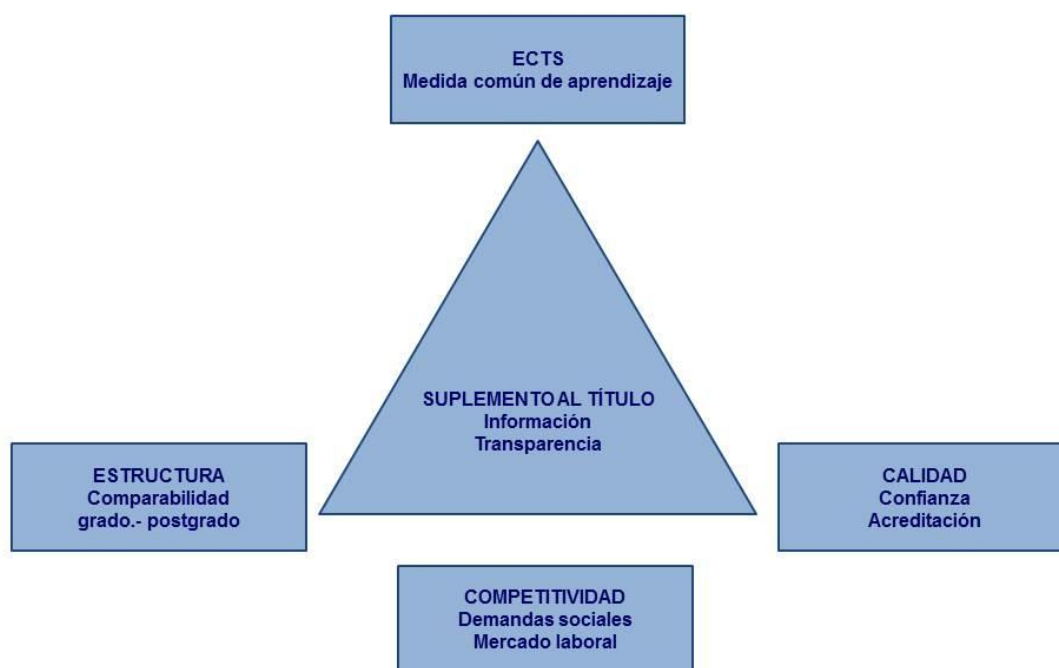 ECTS
Medida común de aprendizaje
SUPLEMENTO AL TÍTULO
Información
Transparencia
ESTRUCTURA
Comparabilidad
grado.- postgrado
CALIDAD
Confianza
Acreditación
COMPETITIVIDAD
Demandas sociales
Mercado laboral